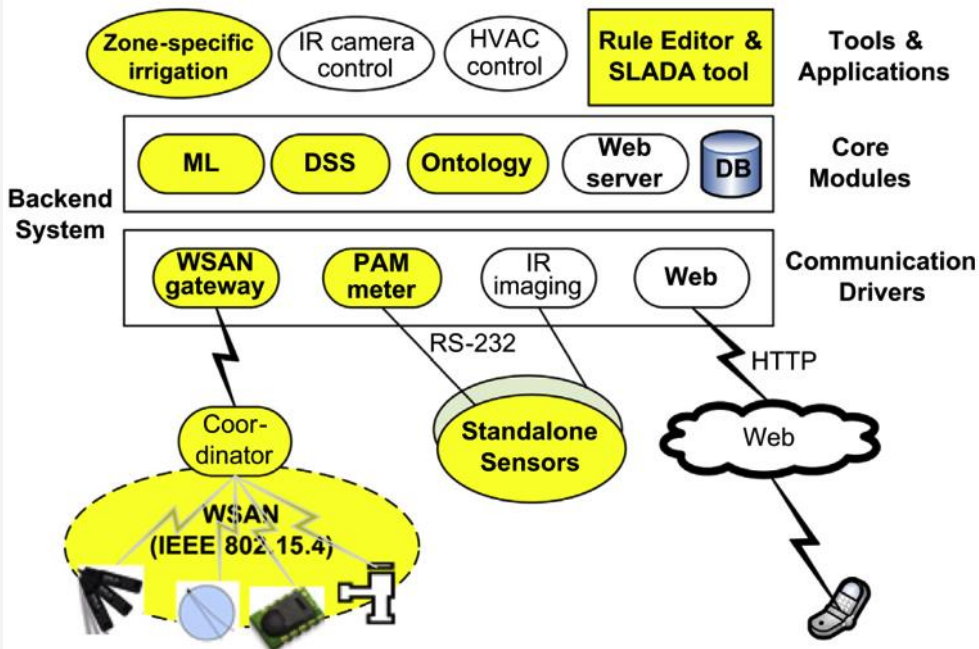 Zone-specific
irrigation
IR camera
control
HVAC
control
Rule Editor &
SLADA tool
Tools &
Applications
ML
DSS
Ontology
Web
server
DB
Core
Modules
Backend
System
WSAN
gateway
PAM
meter
IR
imaging
Web
Communication
Drivers
RS-232
HTTP
Coor-
dinator
Standalone
Sensors
Web
WSAN
(IEEE 802.15.4)